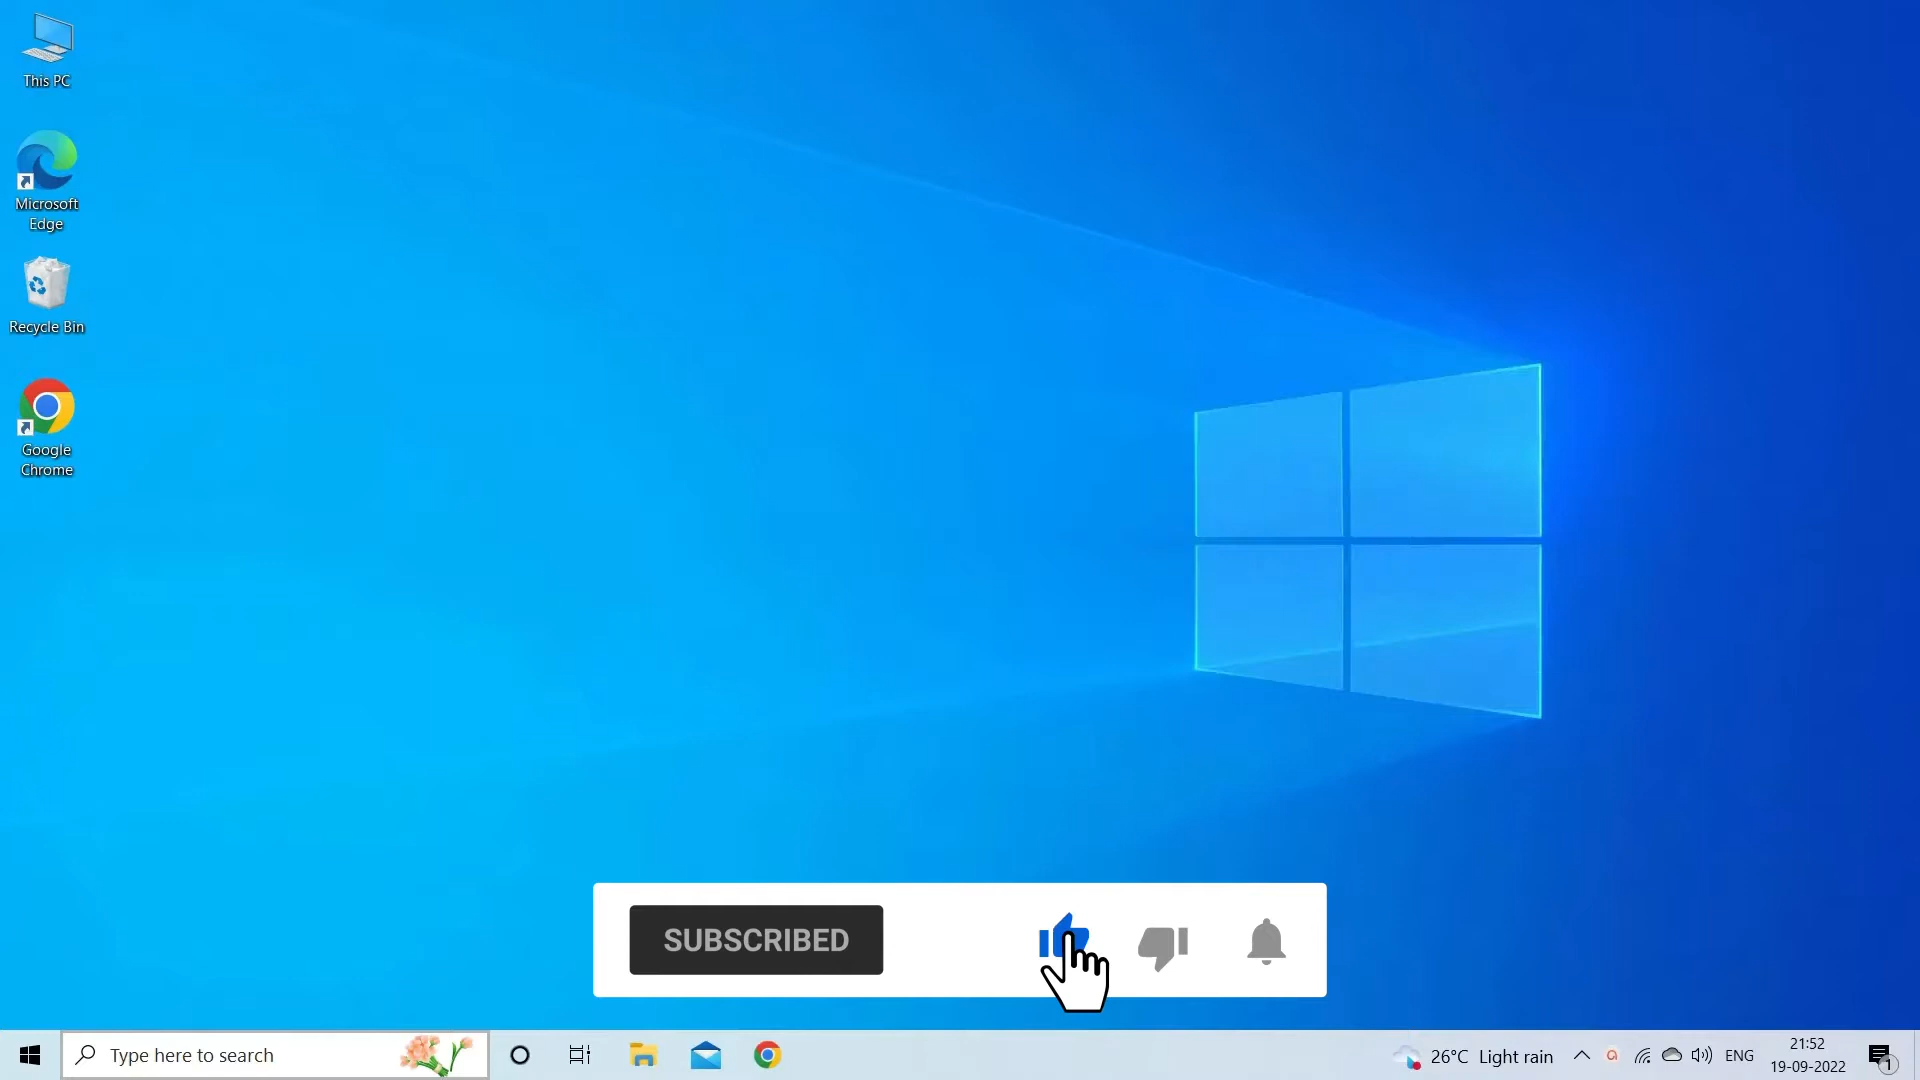 This PC
Microsoft
Edge
Recycle Bin
Google
Chrome
SUBSCRIBED
Type here to search
26°C Light rain
ENG
21:52
19-09-2022
1